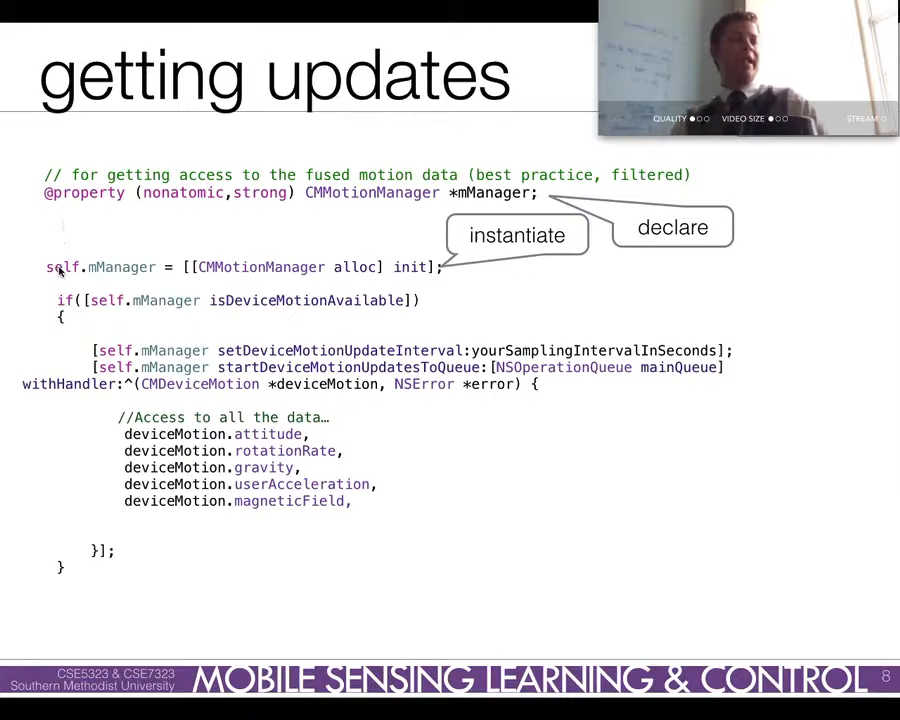 getting updates
QUALITY
VIDEO SIZE
STREAM
// for getting access to the fused motion data (best practice, filtered)
@property (nonatomic,strong) CMMotionManager *mManager;
declare
instantiate
self.mManager = [[CMMotionManager alloc] init];
if([self.mManager isDeviceMotionAvailable])
{
[self.mManager setDeviceMotionUpdateInterval:yourSamplingIntervalInSeconds];
[self.mManager startDeviceMotionUpdatesToQueue:[NSOperationQueue mainQueue]
withHandler:^(CMDeviceMotion *deviceMotion, NSError *error) {
//Access to all the data…
deviceMotion.attitude,
deviceMotion.rotationRate,
deviceMotion.gravity,
deviceMotion.userAcceleration,
deviceMotion.magneticField,
}];
}
CSE5323 & CSE7323
Southern Methodist University
MOBILE SENSING LEARNING & CONTROL
8